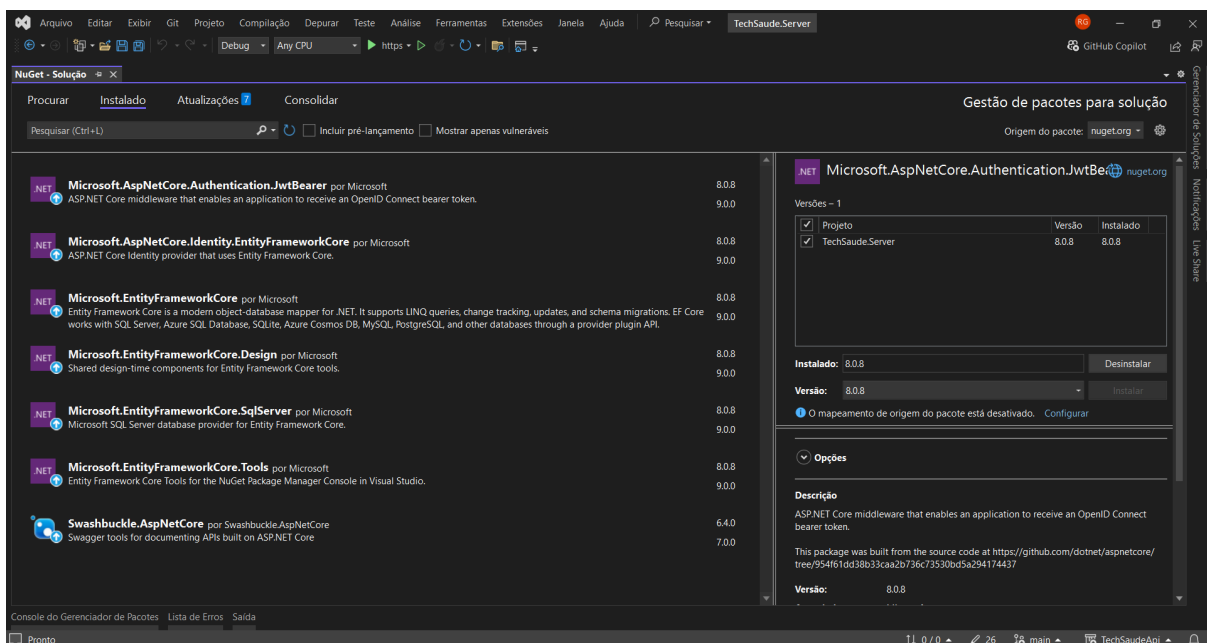 Arquivo Editar Exibir Git Projeto Compilação Depurar Teste Análise Ferramentas Extensões Janela Ajuda Pesquisar TechSaude.Server RG
Debug Any CPU https GitHub Copilot
NuGet - Solução
Procurar Instalado Atualizações 7 Consolidar Gestão de pacotes para solução
Pesquisar (Ctrl+L) Incluir pré-lançamento Mostrar apenas vulneráveis Origem do pacote: nuget.org
.NET Microsoft.AspNetCore.Authentication.JwtBearer por Microsoft 8.0.8
ASP.NET Core middleware that enables an application to receive an OpenID Connect bearer token. 9.0.0
.NET Microsoft.AspNetCore.Identity.EntityFrameworkCore por Microsoft 8.0.8
ASP.NET Core Identity provider that uses Entity Framework Core. 9.0.0
.NET Microsoft.EntityFrameworkCore por Microsoft 8.0.8
Entity Framework Core is a modern object-database mapper for .NET. It supports LINQ queries, change tracking, updates, and schema migrations. EF Core 9.0.0
works with SQL Server, Azure SQL Database, SQLite, Azure Cosmos DB, MySQL, PostgreSQL, and other databases through a provider plugin API.
.NET Microsoft.EntityFrameworkCore.Design por Microsoft 8.0.8
Shared design-time components for Entity Framework Core tools. 9.0.0
.NET Microsoft.EntityFrameworkCore.SqlServer por Microsoft 8.0.8
Microsoft SQL Server database provider for Entity Framework Core. 9.0.0
.NET Microsoft.EntityFrameworkCore.Tools por Microsoft 8.0.8
Entity Framework Core Tools for the NuGet Package Manager Console in Visual Studio. 9.0.0
Swashbuckle.AspNetCore por Swashbuckle.AspNetCore 6.4.0
Swagger tools for documenting APIs built on ASP.NET Core 7.0.0
.NET Microsoft.AspNetCore.Authentication.JwtBea nuget.org
Versões – 1
Projeto Versão Instalado
TechSaude.Server 8.0.8 8.0.8
Instalado: 8.0.8 Desinstalar
Versão: 8.0.8 Instalar
O mapeamento de origem do pacote está desativado. Configurar
Opções
Descrição
ASP.NET Core middleware that enables an application to receive an OpenID Connect
bearer token.
This package was built from the source code at https://github.com/dotnet/aspnetcore/
tree/954f61dd38b33caa2b736c73530bd5a294174437
Versão: 8.0.8
Gerenciador de Soluções
Notificações
Live Share
Console do Gerenciador de Pacotes Lista de Erros Saída
Pronto 0 / 0 26 main TechSaudeApi